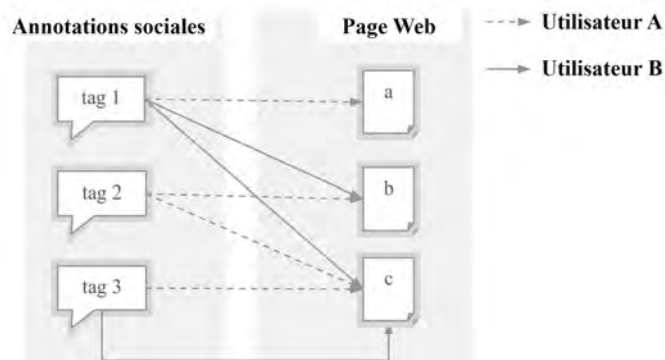 Annotations sociales
Page Web
Utilisateur A
Utilisateur B
tag 1
a
tag 2
b
tag 3
c